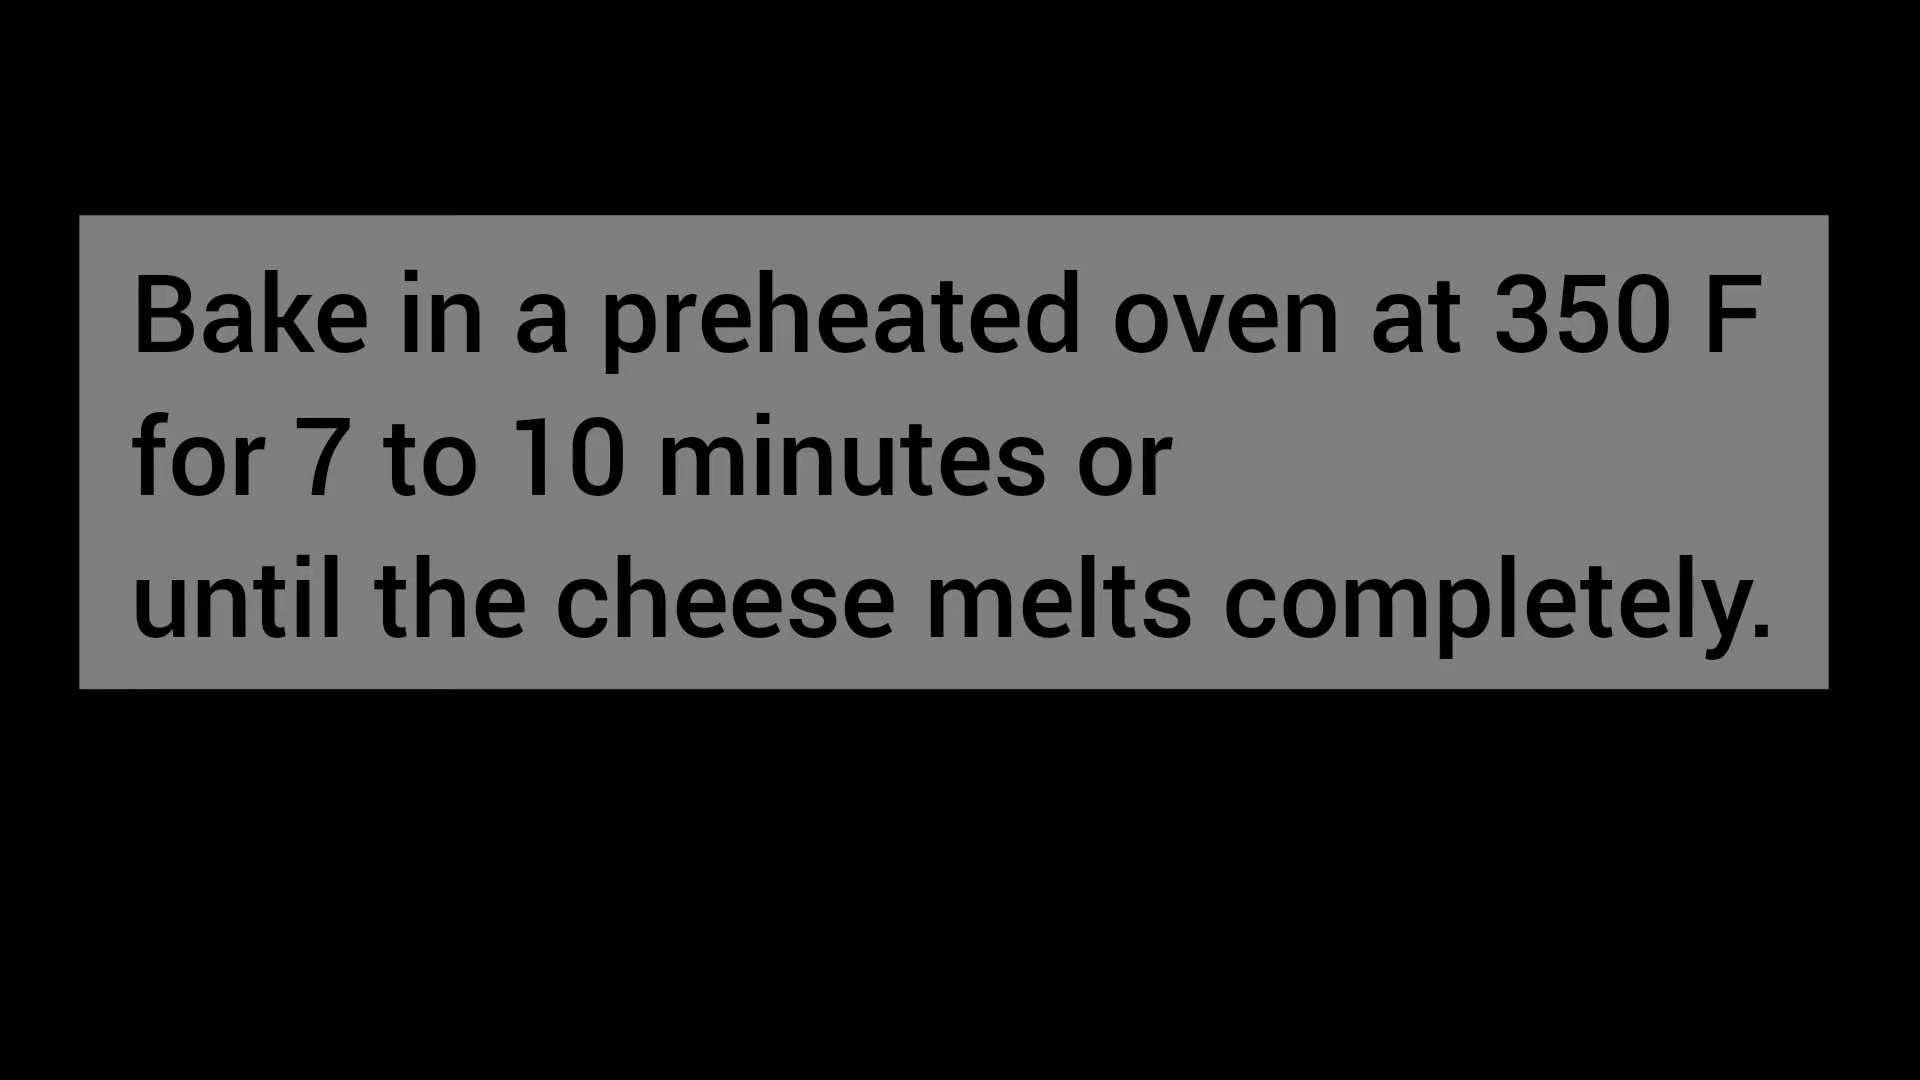 Bake in a preheated oven at 350 F
for 7 to 10 minutes or
until the cheese melts completely.